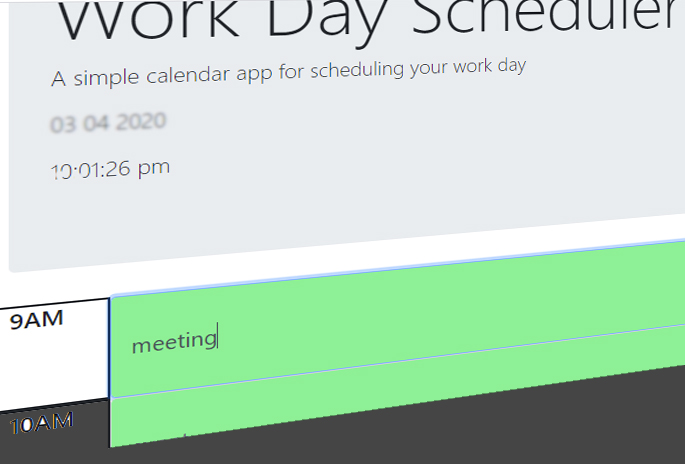 Work Day Scheduler
A simple calendar app for scheduling your work day
03 04 2020
10:01:26 pm
9AM
meeting
10AM